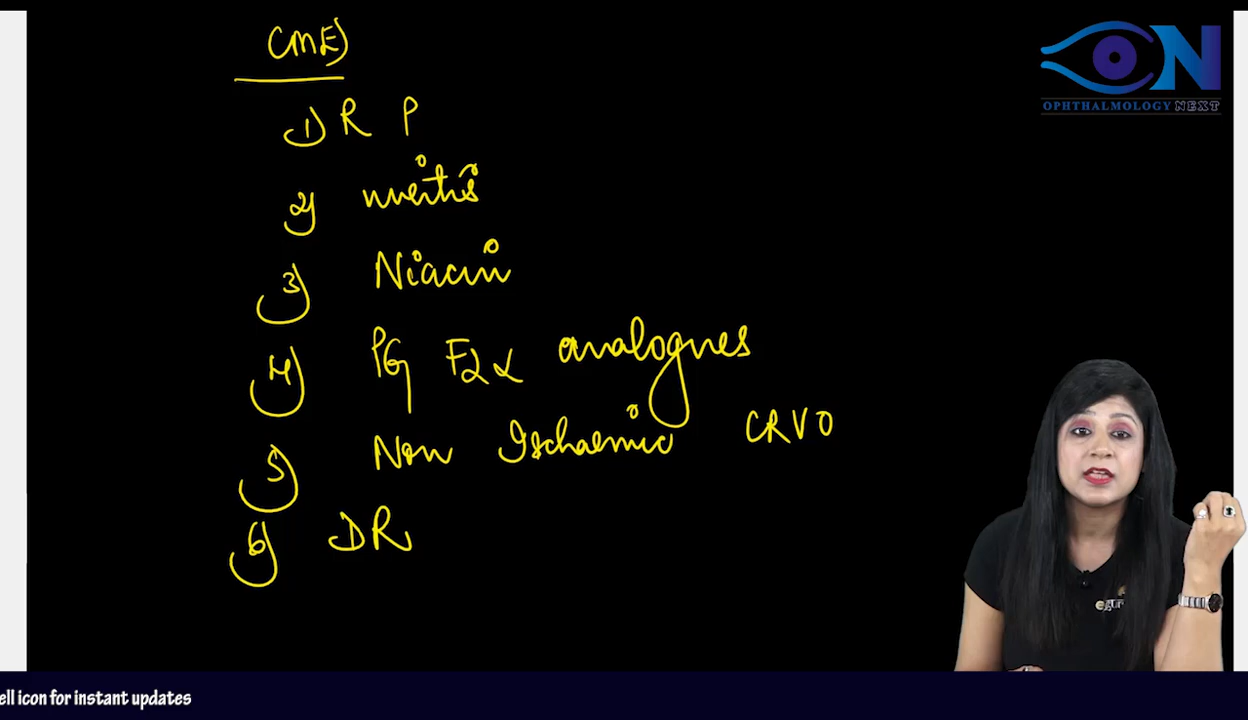 CME
ON
OPHTHALMOLOGY NEXT
1) R P
2) uveitis
3) Niacin
4) PG F2α analogues
5) Non Ischaemic CRVO
6) DR
ell icon for instant updates